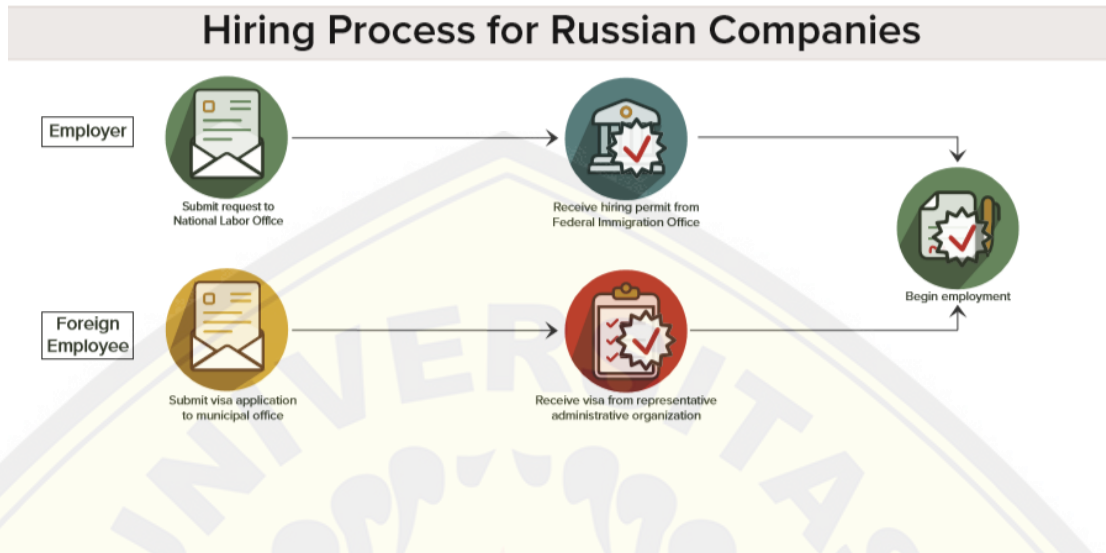 Hiring Process for Russian Companies
Employer
Submit request to
National Labor Office
Receive hiring permit from
Federal Immigration Office
Begin employment
Foreign
Employee
Submit visa application
to municipal office
Receive visa from representative
administrative organization
UNIVERSITAS